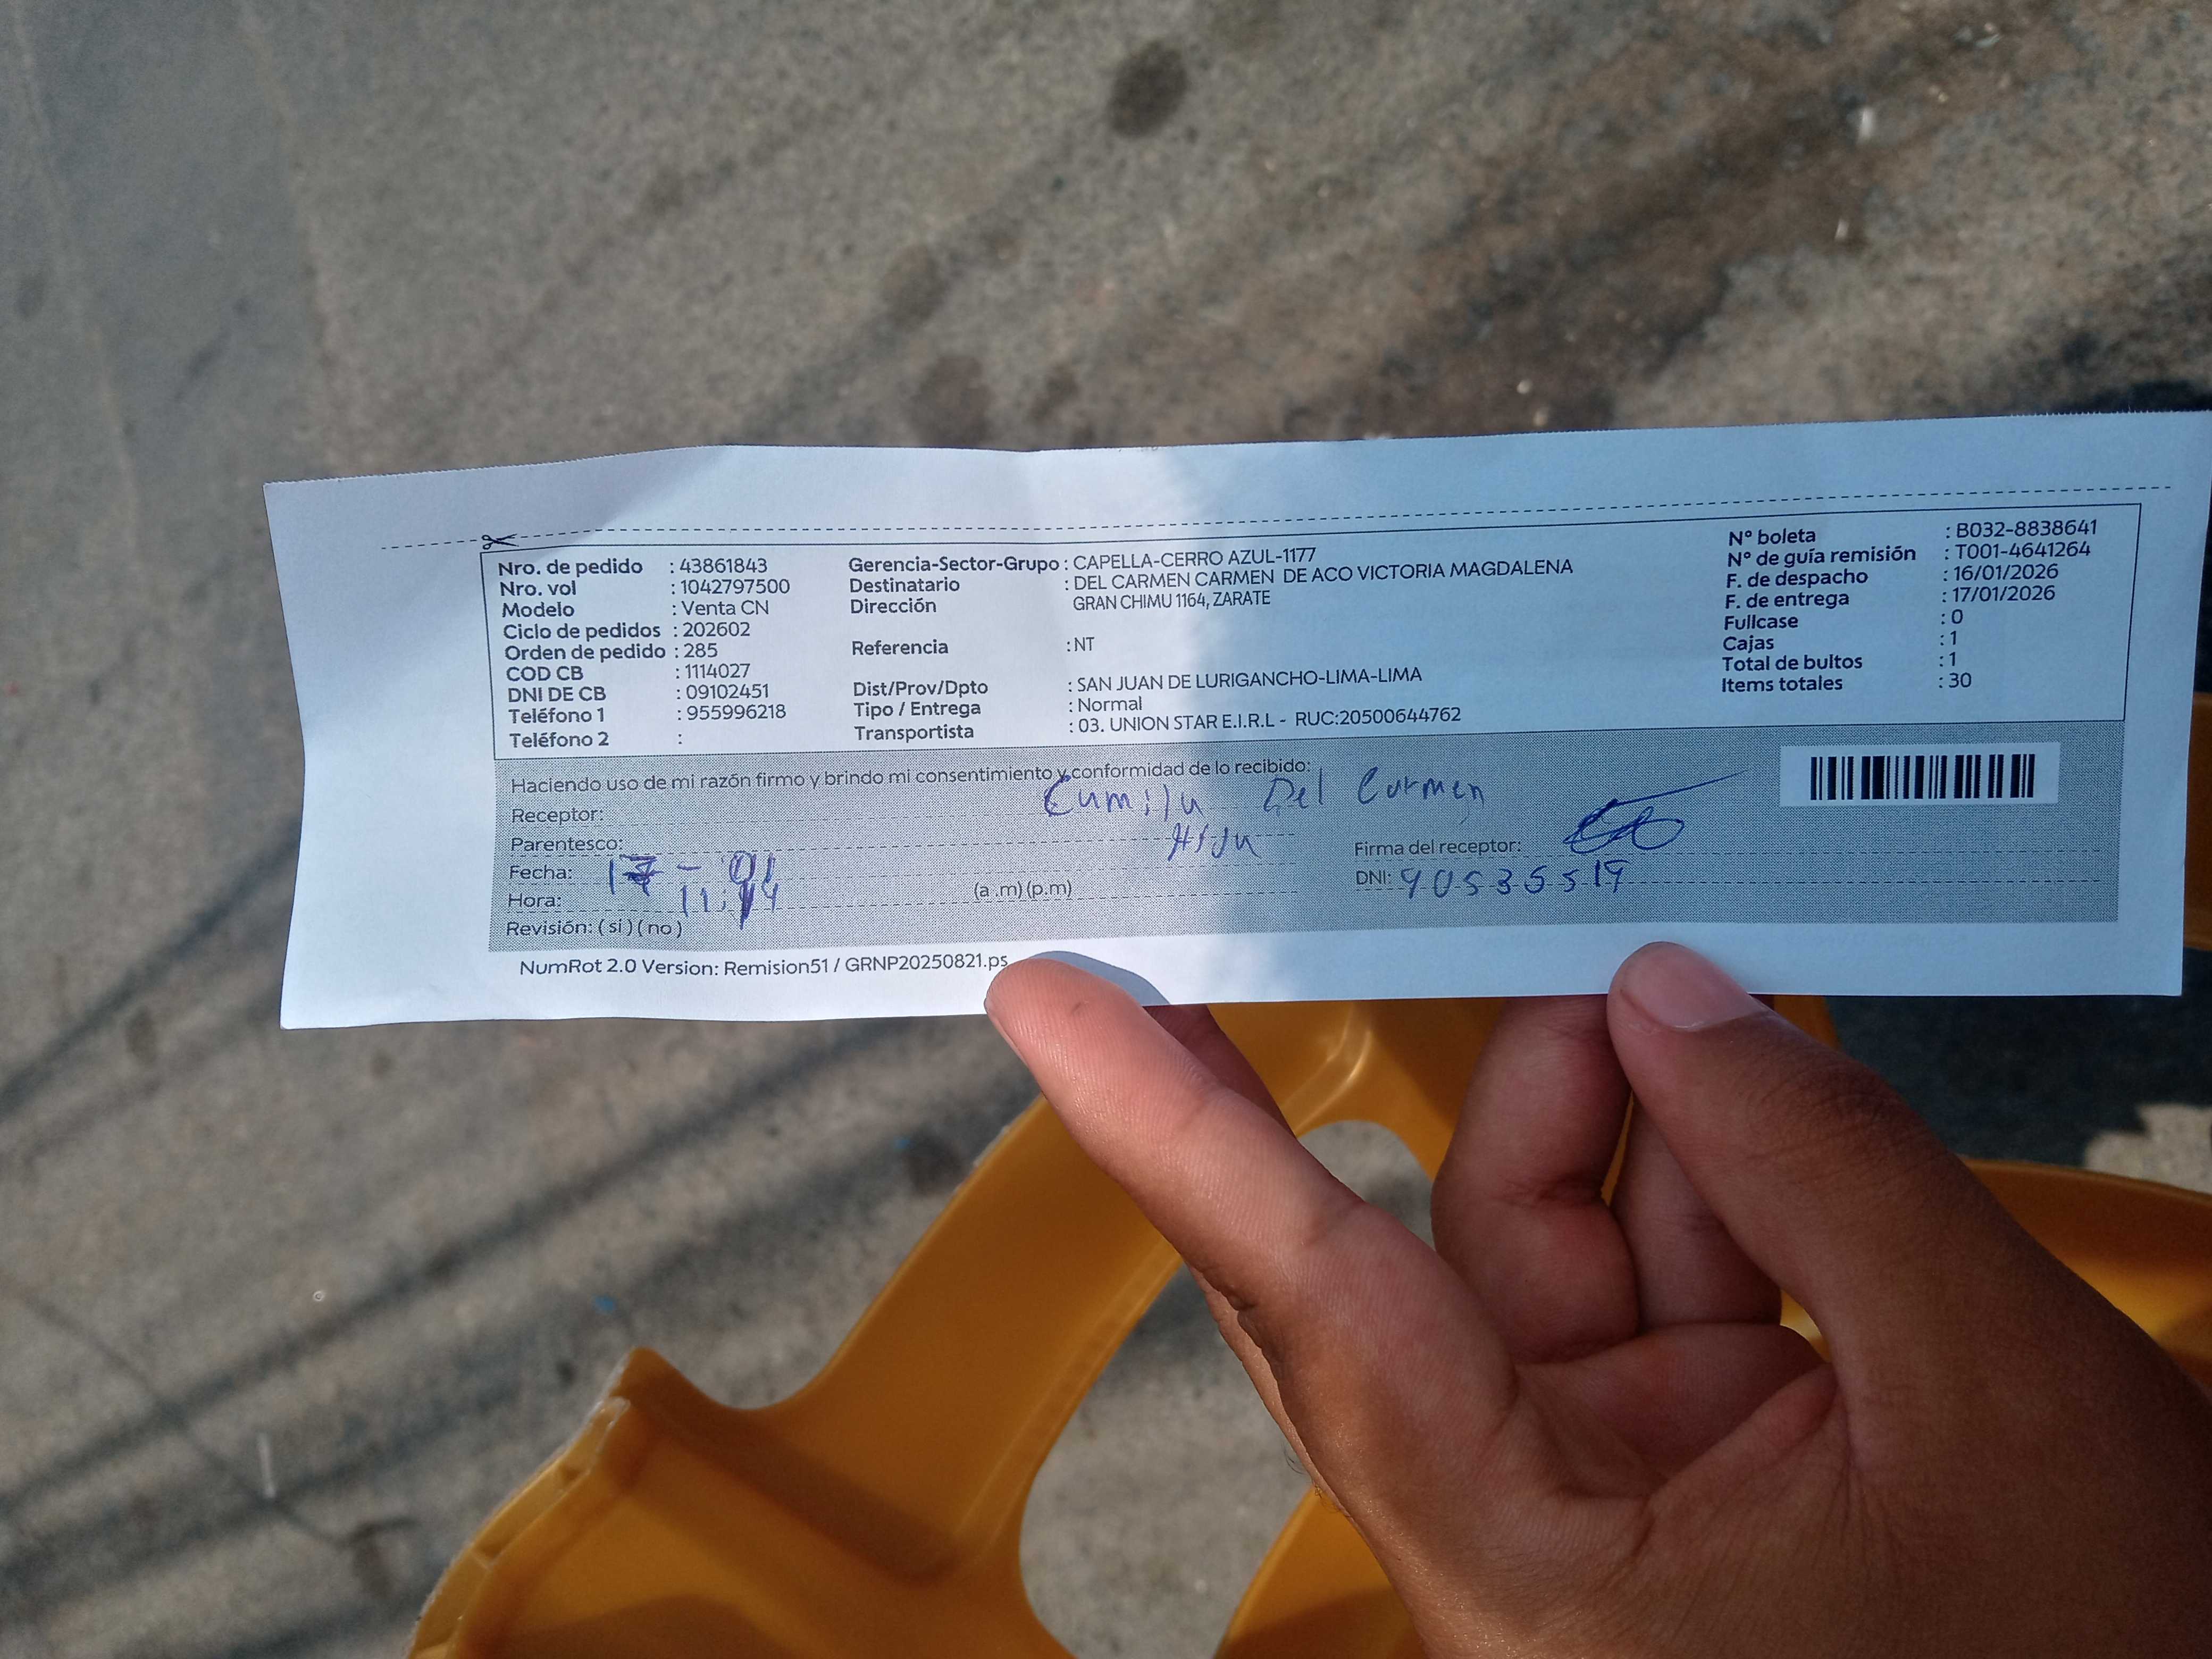 Nro. de pedido : 43861843
Nro. vol : 1042797500
Modelo : Venta CN
Ciclo de pedidos : 202602
Orden de pedido : 285
COD CB : 1114027
DNI DE CB : 09102451
Teléfono 1 : 955996218
Teléfono 2 :
Gerencia-Sector-Grupo : CAPELLA-CERRO AZUL-1177
Destinatario : DEL CARMEN CARMEN DE ACO VICTORIA MAGDALENA
Dirección GRAN CHIMU 1164, ZARATE
Referencia : NT
Dist/Prov/Dpto : SAN JUAN DE LURIGANCHO-LIMA-LIMA
Tipo / Entrega : Normal
Transportista : 03. UNION STAR E.I.R.L - RUC:20500644762
N° boleta : B032-8838641
N° de guía remisión : T001-4641264
F. de despacho : 16/01/2026
F. de entrega : 17/01/2026
Fullcase : 0
Cajas : 1
Total de bultos : 1
Items totales : 30
Haciendo uso de mi razón firmo y brindo mi consentimiento y conformidad de lo recibido:
Receptor: Camila Del Carmen
Parentesco: Hija
Fecha: 17 - 01
Hora: (a .m) (p.m)
Revisión: ( si ) ( no )
Firma del receptor:
DNI:
NumRot 2.0 Version: Remision51 / GRNP20250821.ps